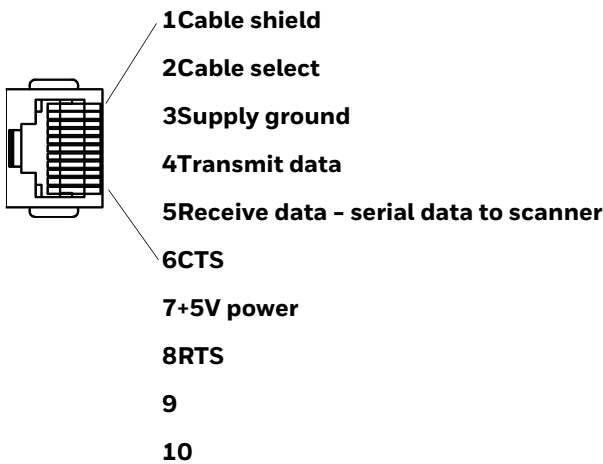 1Cable shield
2Cable select
3Supply ground
4Transmit data
5Receive data - serial data to scanner
6CTS
7+5V power
8RTS
9
10